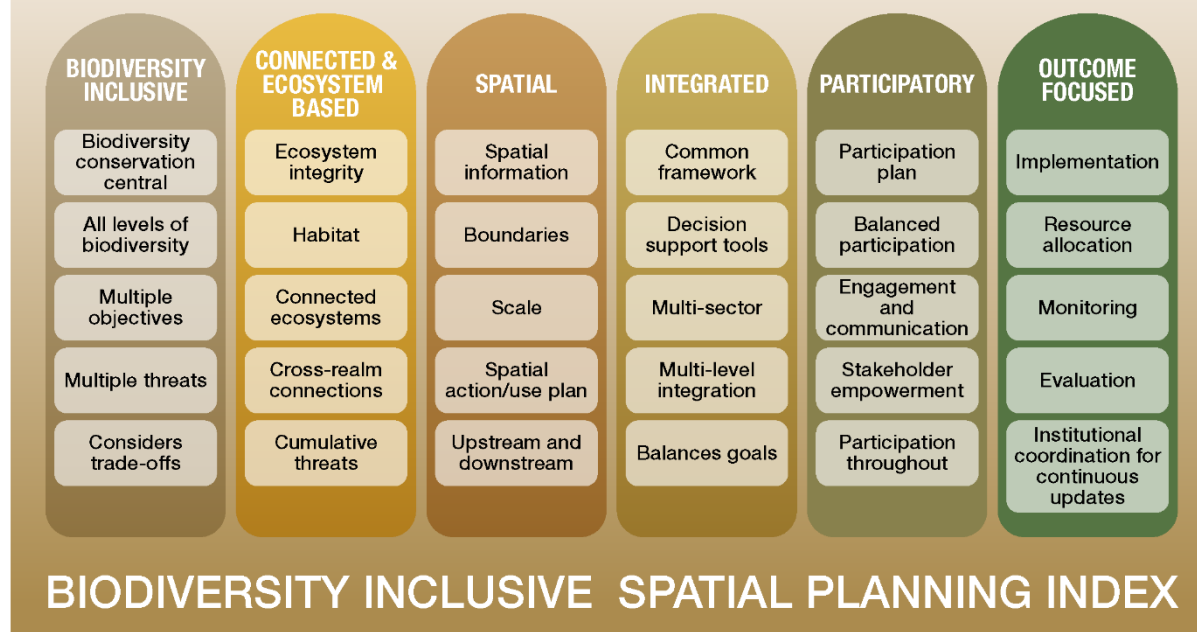 BIODIVERSITY
INCLUSIVE
Biodiversity
conservation
central
All levels of
biodiversity
Multiple
objectives
Multiple threats
Considers
trade-offs
CONNECTED &
ECOSYSTEM
BASED
Ecosystem
integrity
Habitat
Connected
ecosystems
Cross-realm
connections
Cumulative
threats
SPATIAL
Spatial
information
Boundaries
Scale
Spatial
action/use plan
Upstream and
downstream
INTEGRATED
Common
framework
Decision
support tools
Multi-sector
Multi-level
integration
Balances goals
PARTICIPATORY
Participation
plan
Balanced
participation
Engagement
and
communication
Stakeholder
empowerment
Participation
throughout
OUTCOME
FOCUSED
Implementation
Resource
allocation
Monitoring
Evaluation
Institutional
coordination for
continuous
updates
BIODIVERSITY INCLUSIVE SPATIAL PLANNING INDEX